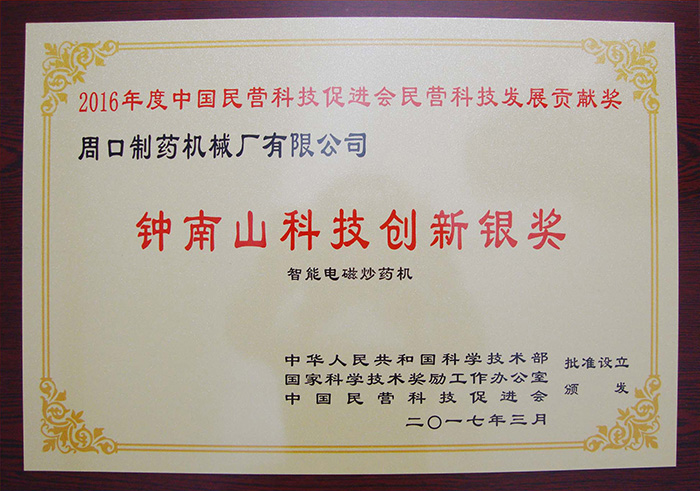 2016年度中国民营科技促进会民营科技发展贡献奖
周口制药机械厂有限公司
钟南山科技创新银奖
智能电磁炒药机
中华人民共和国科学技术部
国家科学技术奖励工作办公室
中国民营科技促进会
批准设立
颁发
二〇一七年三月